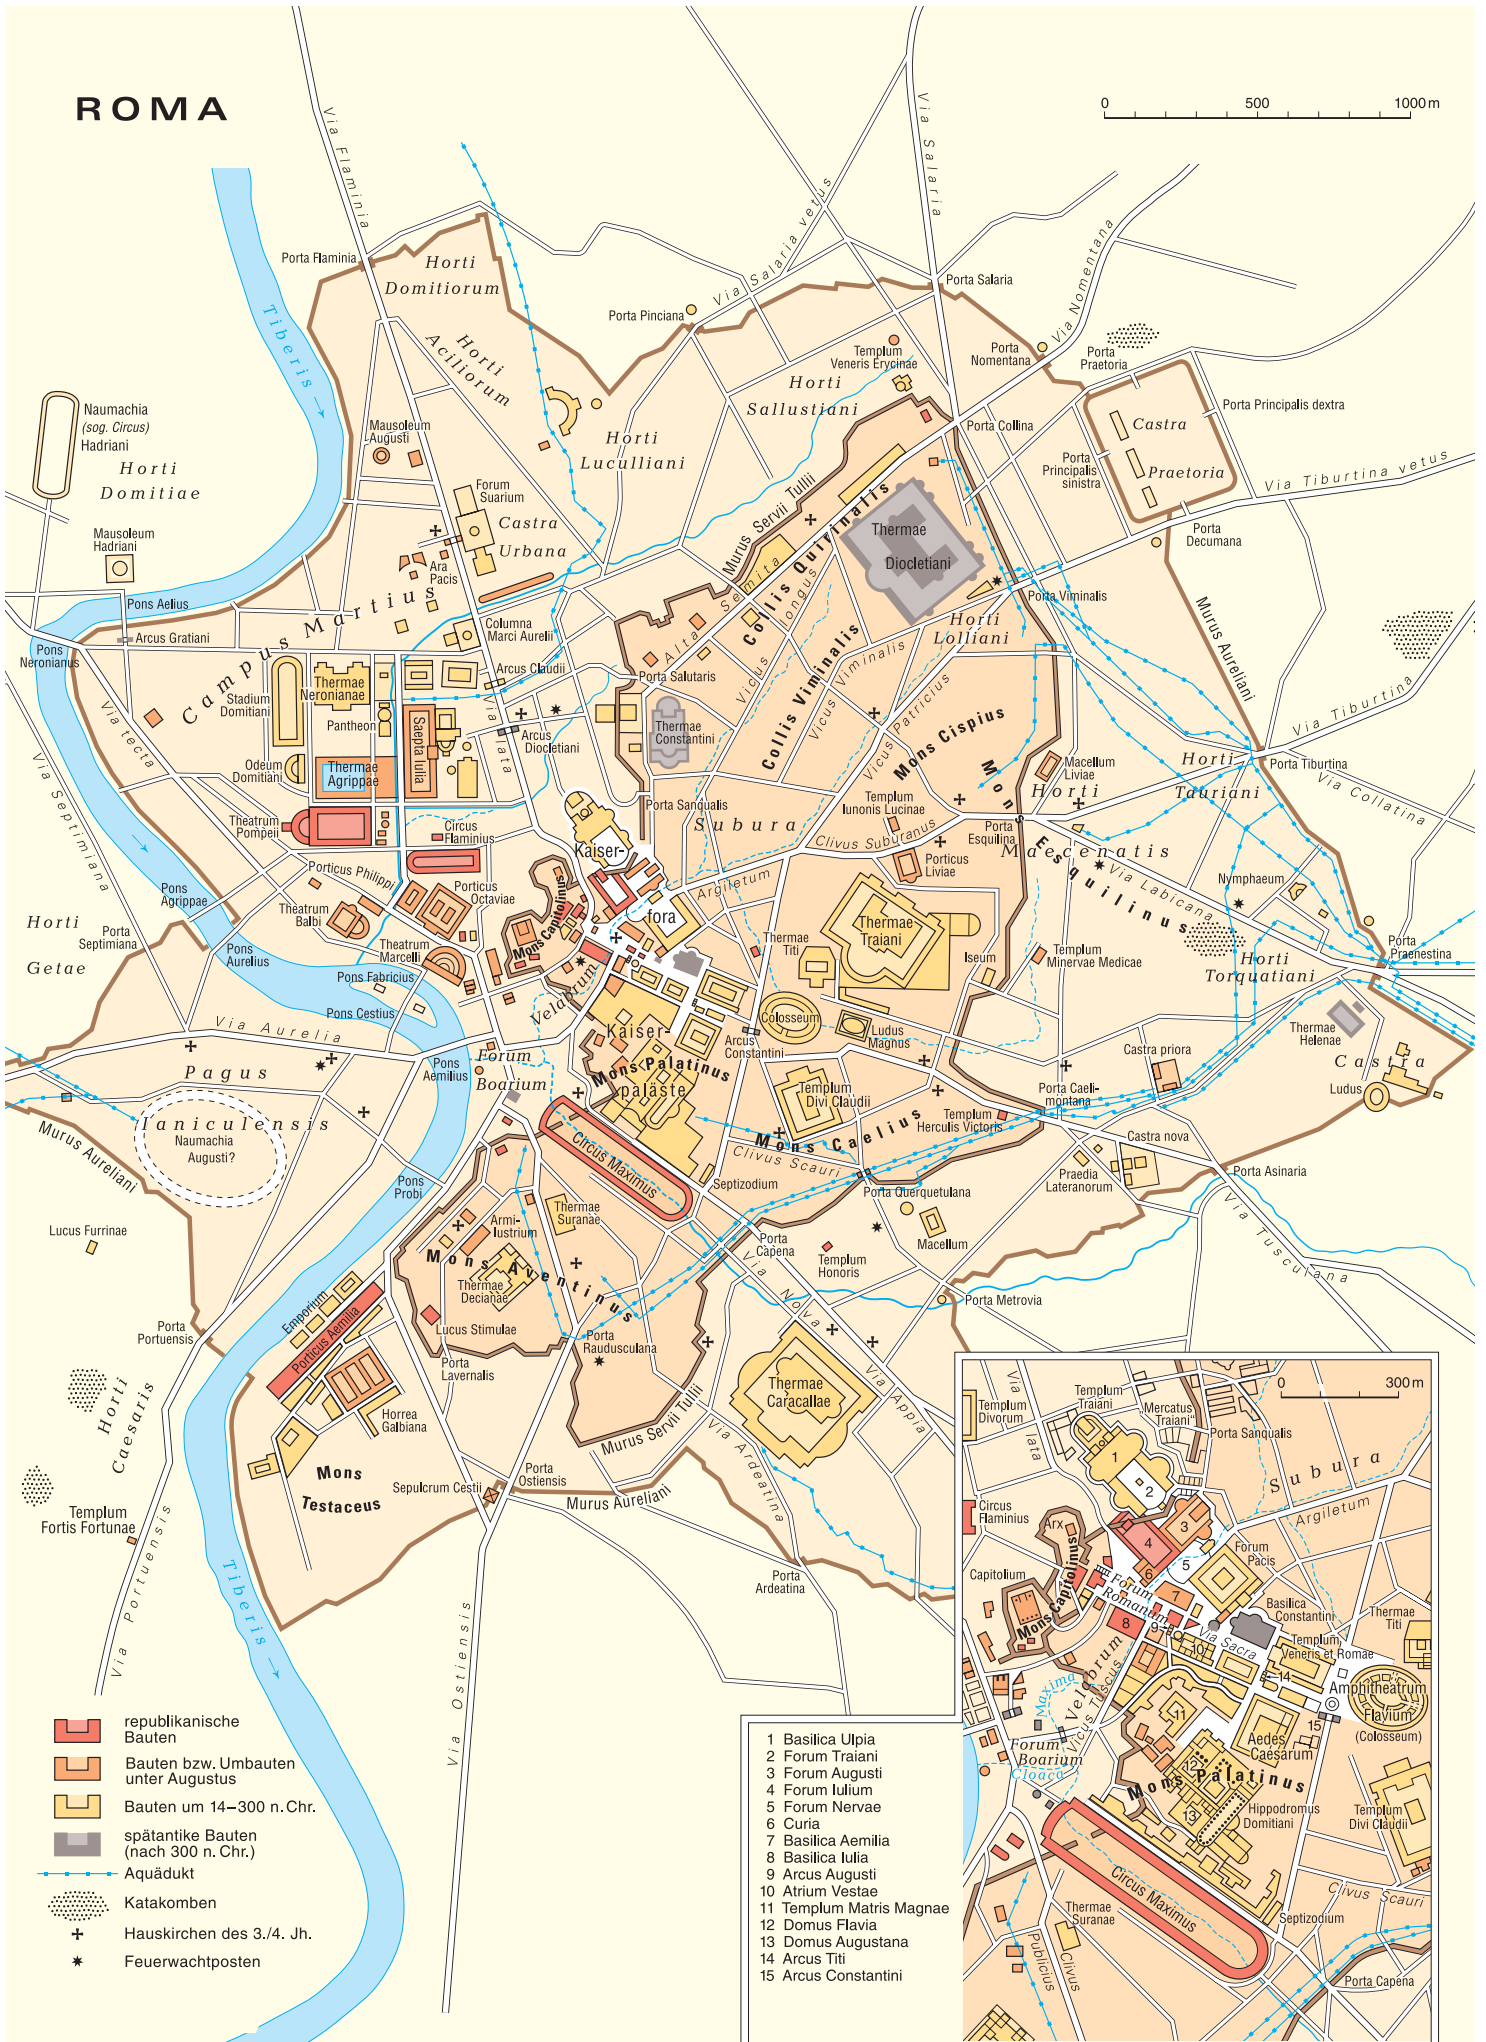 ROMA
0 500 1000 m
Via Flaminia
Via Salaria
Via Salaria vetus
Via Nomentana
Porta Flaminia
Horti
Domitiorum
Porta Salaria
Tiberis →
Porta Pinciana
Horti
Aciliorum
Templum
Veneris Erycinae
Porta
Nomentana
Porta
Praetoria
Horti
Sallustiani
Naumachia
(sog. Circus)
Hadriani
Mausoleum
Augusti
Horti
Luculliani
Porta Collina
Castra
Praetoria
Porta Principalis dextra
Horti
Domitiae
Porta
Principalis
sinistra
Via Tiburtina vetus
Forum
Suarium
Castra
Urbana
Murus Servii Tullii
Collis Quirinalis
Thermae
Diocletiani
Porta
Decumana
Mausoleum
Hadriani
Ara
Pacis
Alta Semita
Vicus longus
Horti
Lolliani
Porta Viminalis
Murus Aureliani
Pons Aelius
Arcus Gratiani
Campus Martius
Columna
Marci Aurelii
Pons
Neronianus
Arcus Claudii
Porta Salutaris
Collis Viminalis
Vicus Viminalis
Vicus Patricius
Mons Cispius
Stadium
Domitiani
Thermae
Neronianae
Pantheon
Saepta Iulia
Via lata
Arcus
Diocletiani
Thermae
Constantini
Via Tiburtina
Via tecta
Via Septimiana
Odeum
Domitiani
Thermae
Agrippae
Macellum
Liviae
Horti
Tauriani
Porta Tiburtina
Via Collatina
Theatrum
Pompeii
Circus
Flaminius
Porta Sanqualis
Subura
Templum
Iunonis Lucinae
Clivus Suburanus
Porta
Esquilina
Horti
Maecenatis
Mons Esquilinus
Kaiser-
fora
Argiletum
Porticus
Liviae
Via Labicana
Nymphaeum
Porticus Philippi
Porticus
Octaviae
Mons Capitolinus
Pons
Agrippae
Theatrum
Balbi
Thermae
Traiani
Thermae
Titi
Horti
Getae
Porta
Septimiana
Pons
Aurelius
Theatrum
Marcelli
Iseum
Templum
Minervae Medicae
Horti
Torquatiani
Porta
Praenestina
Pons Fabricius
Pons Cestius
Velabrum
Colosseum
Ludus
Magnus
Thermae
Helenae
Via Aurelia
Kaiser-
paläste
Mons Palatinus
Arcus
Constantini
Castra priora
Castra
Ludus
Forum
Boarium
Pons
Aemilius
Pagus
Ianiculensis
Templum
Divi Claudii
Templum
Herculis Victoris
Porta Caeli-
montana
Naumachia
Augusti?
Murus Aureliani
Circus Maximus
Mons Caelius
Clivus Scauri
Castra nova
Praedia
Lateranorum
Porta Asinaria
Pons
Probi
Septizodium
Porta Querquetulana
Via Tusculana
Lucus Furrinae
Armi-
lustrium
Thermae
Suranae
Porta
Capena
Macellum
Templum
Honoris
Mons Aventinus
Thermae
Decianae
Via Nova
Porta Metrovia
Emporium
Porticus Aemilia
Lucus Stimulae
Porta
Raudusculana
Porta
Portuensis
Porta
Lavernalis
Thermae
Caracallae
Via Appia
Horti
Caesaris
Horrea
Galbiana
Murus Servii Tullii
Via Ardeatina
Mons
Testaceus
Sepulcrum Cestii
Porta
Ostiensis
Murus Aureliani
Templum
Fortis Fortunae
Porta
Ardeatina
Tiberis →
Via Portuensis
Via Ostiensis
republikanische
Bauten
Bauten bzw. Umbauten
unter Augustus
Bauten um 14–300 n. Chr.
spätantike Bauten
(nach 300 n. Chr.)
Aquädukt
Katakomben
Hauskirchen des 3./4. Jh.
Feuerwachtposten
1 Basilica Ulpia
2 Forum Traiani
3 Forum Augusti
4 Forum Iulium
5 Forum Nervae
6 Curia
7 Basilica Aemilia
8 Basilica Iulia
9 Arcus Augusti
10 Atrium Vestae
11 Templum Matris Magnae
12 Domus Flavia
13 Domus Augustana
14 Arcus Titi
15 Arcus Constantini
0 300 m
Via lata
Templum
Divorum
Templum
Traiani
Mercatus
Traiani"
Porta Sanqualis
Subura
1
2
Circus
Flaminius
Arx
3
4
Argiletum
Forum
Pacis
5
6
Capitolium
Mons Capitolinus
Forum
Romanum
7
8
9
10
Basilica
Constantini
Thermae
Titi
Via Sacra
Templum
Veneris et Romae
14
Velabrum
Maxima
Vicus Tuscus
Amphitheatrum
Flavium
(Colosseum)
11
15
Forum
Boarium
Cloaca
Aedes
Caesarum
12
Mons Palatinus
13
Hippodromus
Domitiani
Templum
Divi Claudii
Circus Maximus
Clivus Scauri
Thermae
Suranae
Septizodium
Clivus
Publicius
Porta Capena